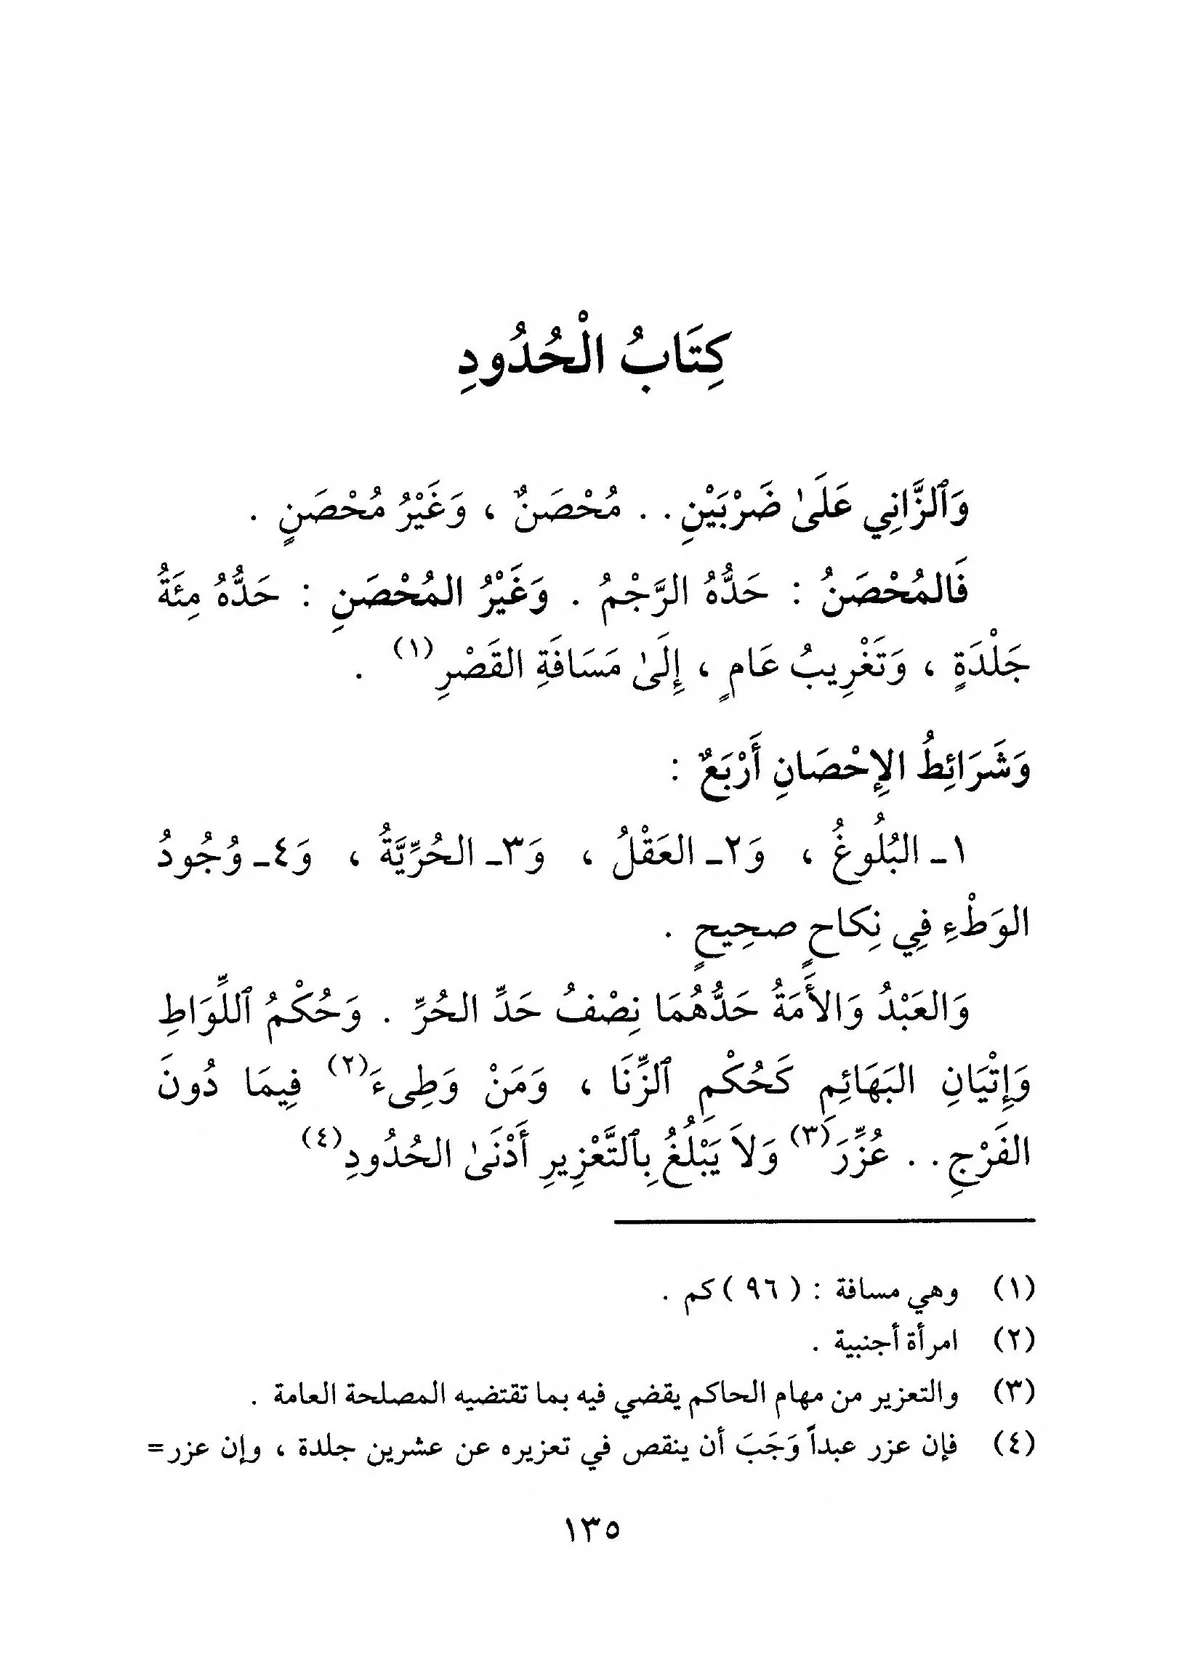 كِتَابُ الْحُدُودِ
وَٱلزَّانِي عَلَىٰ ضَرْبَيْنِ . . مُحْصَنٌ ، وَغَيْرُ مُحْصَنٍ .
فَالمُحْصَنُ : حَدُّهُ الرَّجْمُ . وَغَيْرُ المُحْصَنِ : حَدُّهُ مِئَةُ
جَلْدَةٍ ، وَتَغْرِيبُ عَامٍ ، إِلَىٰ مَسَافَةِ القَصْرِ(١) .
وَشَرَائِطُ الإِحْصَانِ أَرْبَعٌ :
١ـ البُلُوغُ ، وَ٢ـ العَقْلُ ، وَ٣ـ الحُرِّيَّةُ ، وَ٤ـ وُجُودُ
الوَطْءِ فِي نِكَاحٍ صحِيحٍ .
وَالعَبْدُ وَالأَمَةُ حَدُّهُمَا نِصْفُ حَدِّ الحُرِّ . وَحُكْمُ ٱللِّوَاطِ
وَإِتْيَانِ البَهَائِمِ كَحُكْمِ ٱلزِّنَا ، وَمَنْ وَطِىءَ(٢) فِيمَا دُونَ
الفَرْجِ . . عُزِّرَ(٣) وَلاَ يَبْلُغُ بِٱلتَّعْزِيرِ أَدْنَىٰ الحُدُودِ(٤)
(١) وهي مسافة : ( ٩٦ ) كم .
(٢) امرأة أجنبية .
(٣) والتعزير من مهام الحاكم يقضي فيه بما تقتضيه المصلحة العامة .
(٤) فإن عزر عبداً وَجَبَ أن ينقص في تعزيره عن عشرين جلدة ، وإن عزر=
١٣٥